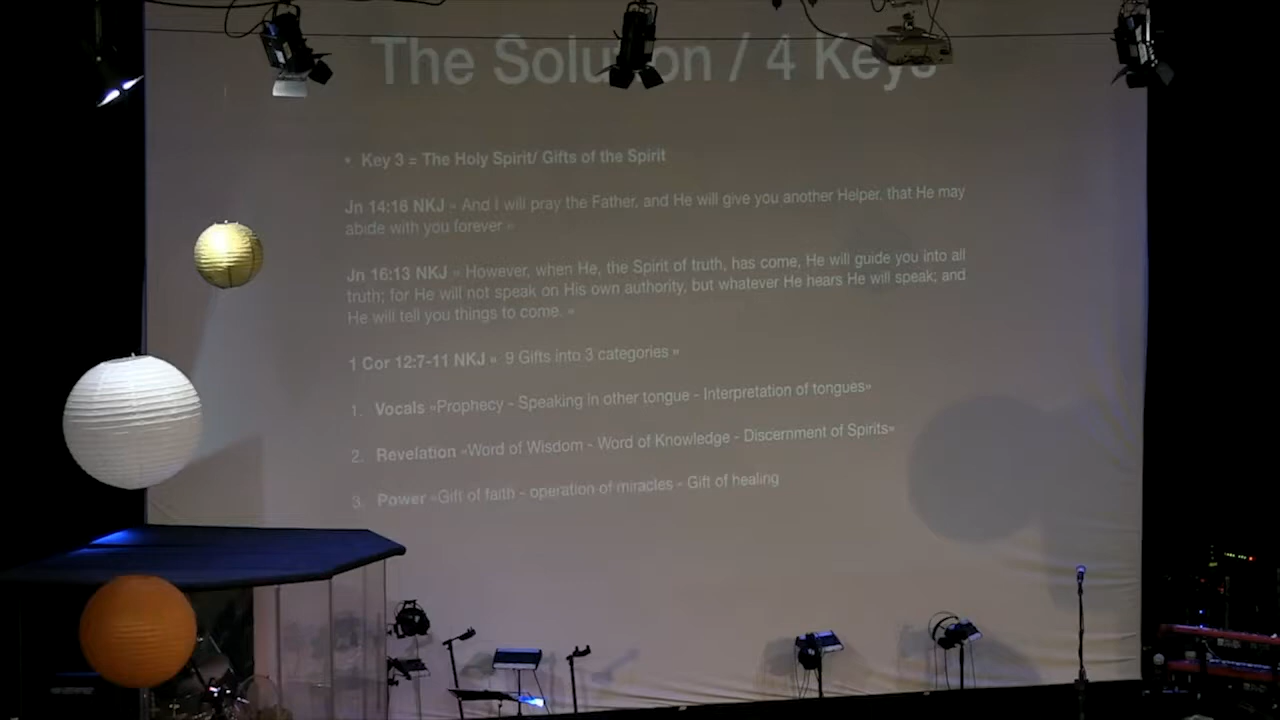 The Solution / 4 Keys
• Key 3 = The Holy Spirit/ Gifts of the Spirit
Jn 14:16 NKJ « And I will pray the Father, and He will give you another Helper, that He may
abide with you forever »
Jn 16:13 NKJ « However, when He, the Spirit of truth, has come, He will guide you into all
truth; for He will not speak on His own authority, but whatever He hears He will speak; and
He will tell you things to come. »
1 Cor 12:7-11 NKJ « 9 Gifts into 3 categories »
1. Vocals «Prophecy - Speaking in other tongue - Interpretation of tongues»
2. Revelation «Word of Wisdom - Word of Knowledge - Discernment of Spirits»
3. Power «Gift of faith - operation of miracles - Gift of healing